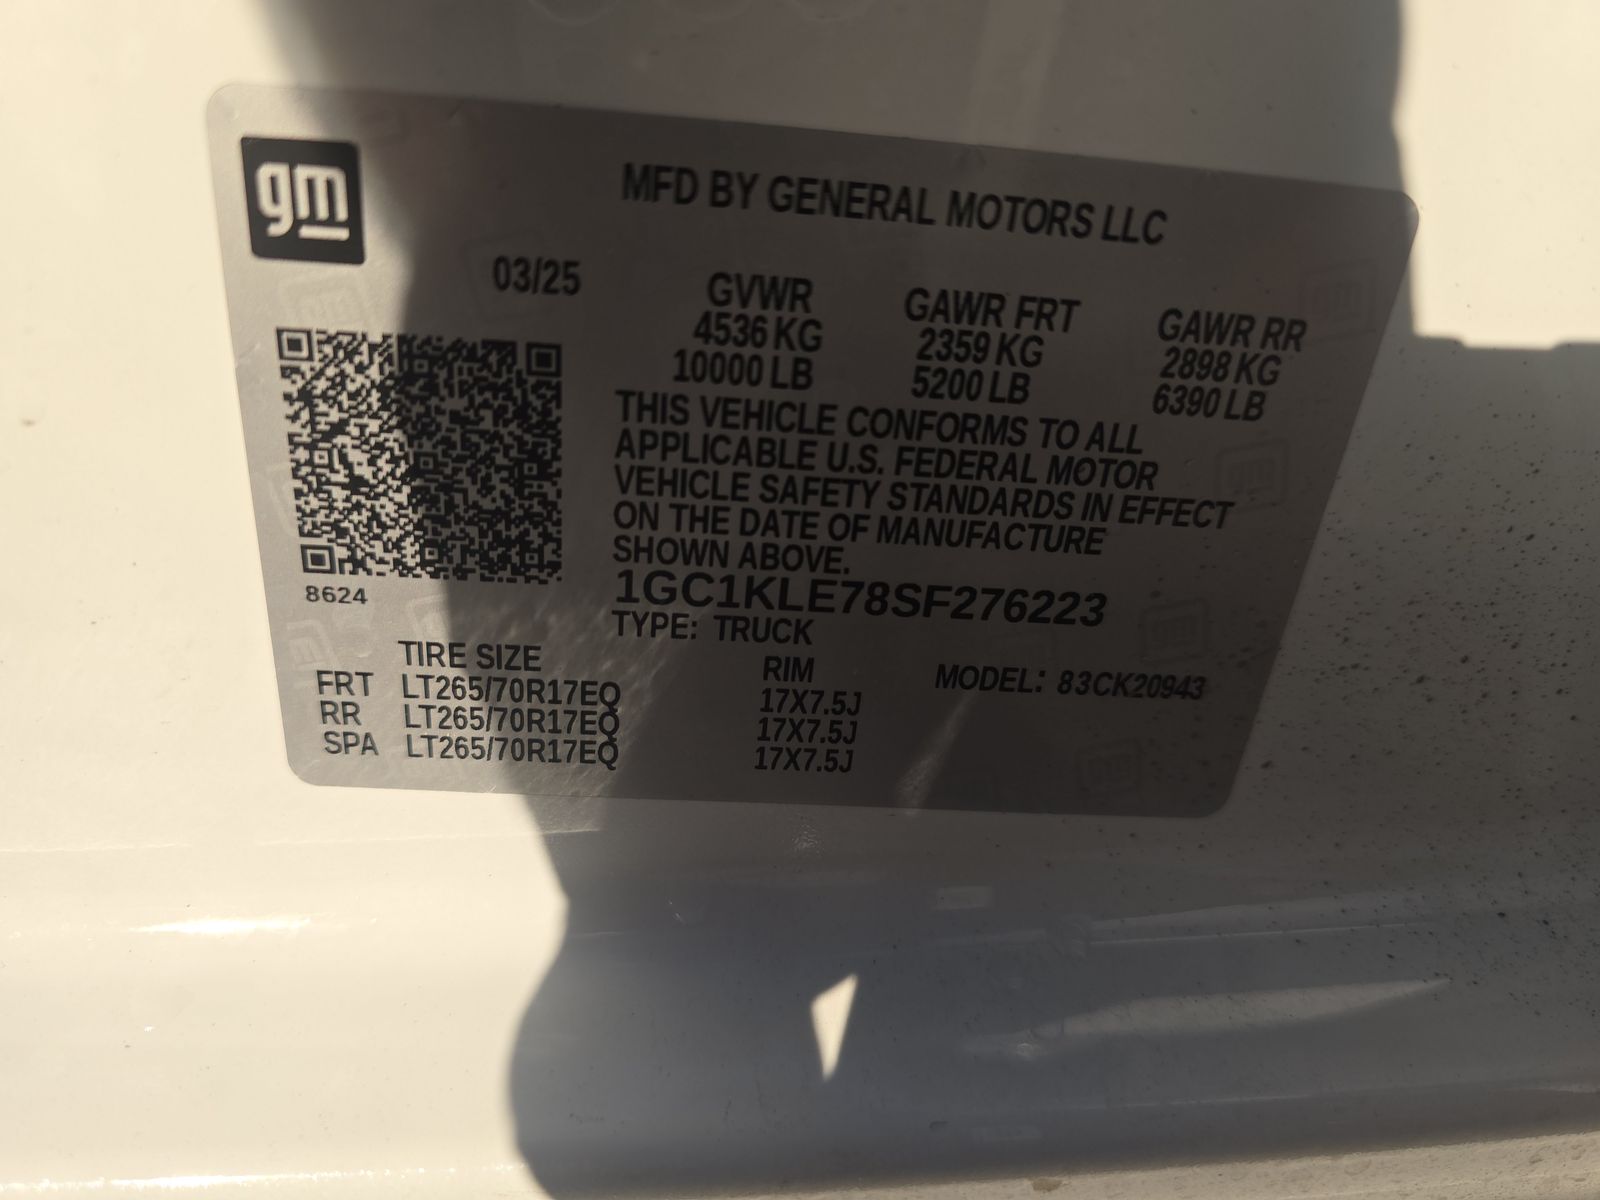 gm
MFD BY GENERAL MOTORS LLC
03/25
GVWR GAWR FRT GAWR RR
4536 KG 2359 KG 2898 KG
10000 LB 5200 LB 6390 LB
THIS VEHICLE CONFORMS TO ALL
APPLICABLE U.S. FEDERAL MOTOR
VEHICLE SAFETY STANDARDS IN EFFECT
ON THE DATE OF MANUFACTURE
SHOWN ABOVE.
8624
1GC1KLE78SF276223
TYPE: TRUCK
TIRE SIZE RIM MODEL: 83CK20943
FRT LT265/70R17EQ 17X7.5J
RR LT265/70R17EQ 17X7.5J
SPA LT265/70R17EQ 17X7.5J